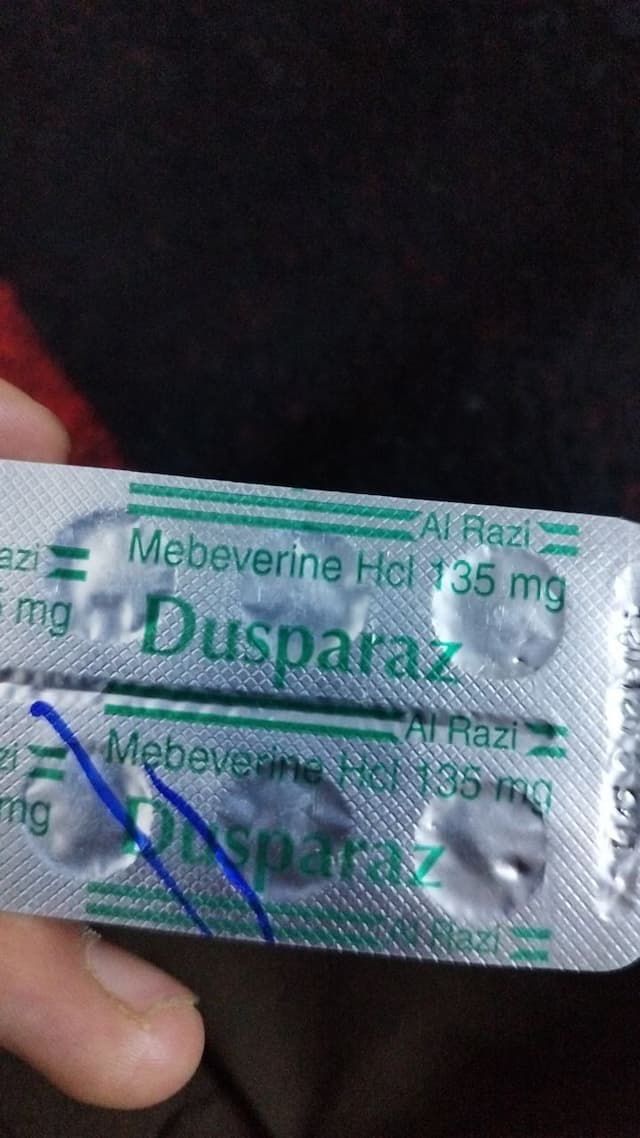 Al Razi
azi
Mebeverine Hcl 135 mg
mg
Dusparaz
Al Razi
zi
Mebeverine Hcl 135 mg
mg
Dusparaz
Al Razi